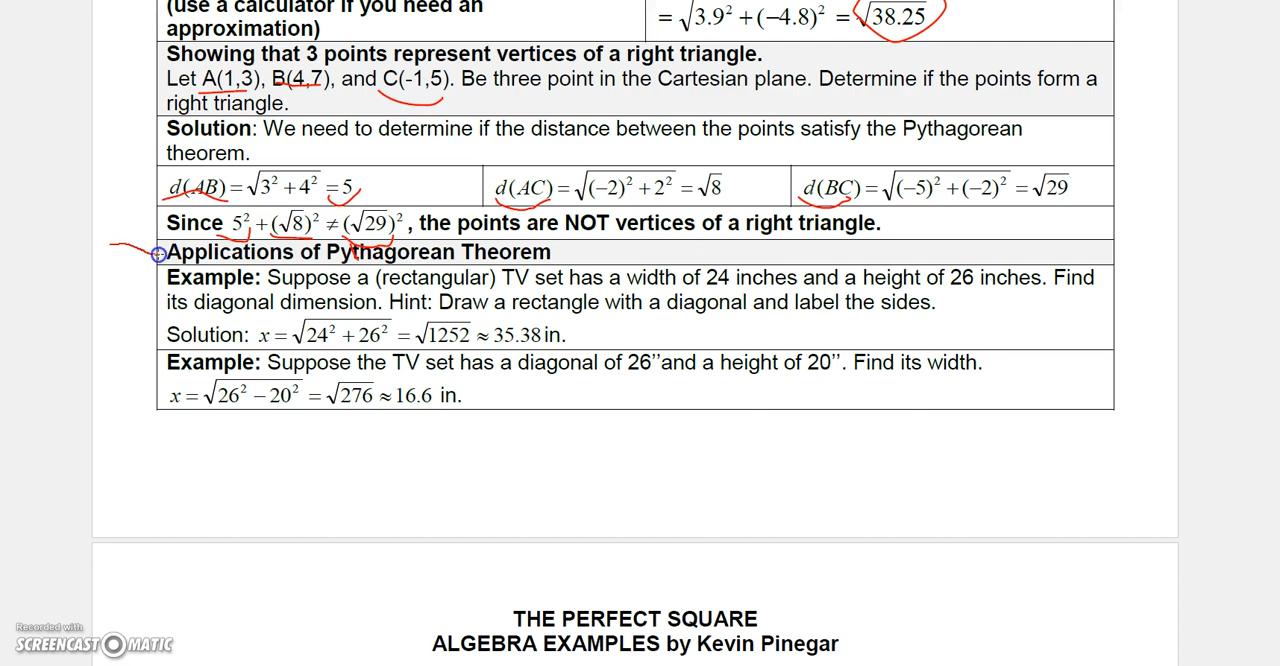 (use a calculator if you need an
approximation)
= √3.9² + (−4.8)² = √38.25
Showing that 3 points represent vertices of a right triangle.
Let A(1,3), B(4,7), and C(-1,5). Be three point in the Cartesian plane. Determine if the points form a
right triangle.
Solution: We need to determine if the distance between the points satisfy the Pythagorean
theorem.
d(AB) = √3² + 4² = 5
d(AC) = √(−2)² + 2² = √8
d(BC) = √(−5)² + (−2)² = √29
Since 5² + (√8)² ≠ (√29)², the points are NOT vertices of a right triangle.
Applications of Pythagorean Theorem
Example: Suppose a (rectangular) TV set has a width of 24 inches and a height of 26 inches. Find
its diagonal dimension. Hint: Draw a rectangle with a diagonal and label the sides.
Solution: x = √24² + 26² = √1252 ≈ 35.38 in.
Example: Suppose the TV set has a diagonal of 26’’and a height of 20’’. Find its width.
x = √26² − 20² = √276 ≈ 16.6 in.
THE PERFECT SQUARE
ALGEBRA EXAMPLES by Kevin Pinegar
Recorded with
SCREENCAST O MATIC